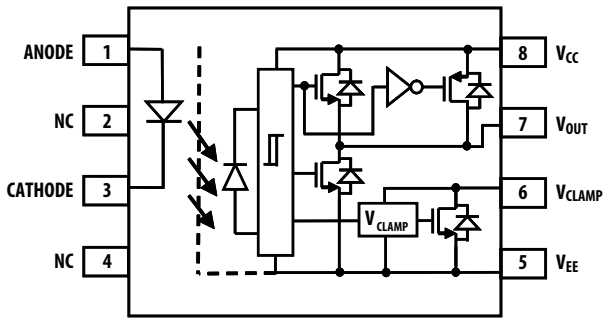 ANODE 1
8 VCC
NC 2
7 VOUT
CATHODE 3
6 VCLAMP
VCLAMP
NC 4
5 VEE